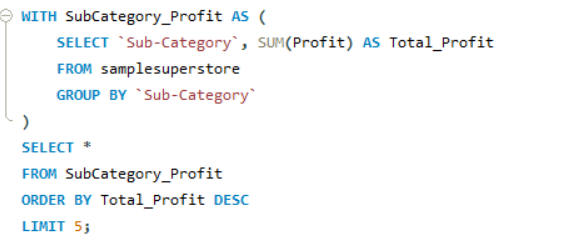 WITH SubCategory_Profit AS (
    SELECT `Sub-Category`, SUM(Profit) AS Total_Profit
    FROM samplesuperstore
    GROUP BY `Sub-Category`
)
SELECT *
FROM SubCategory_Profit
ORDER BY Total_Profit DESC
LIMIT 5;